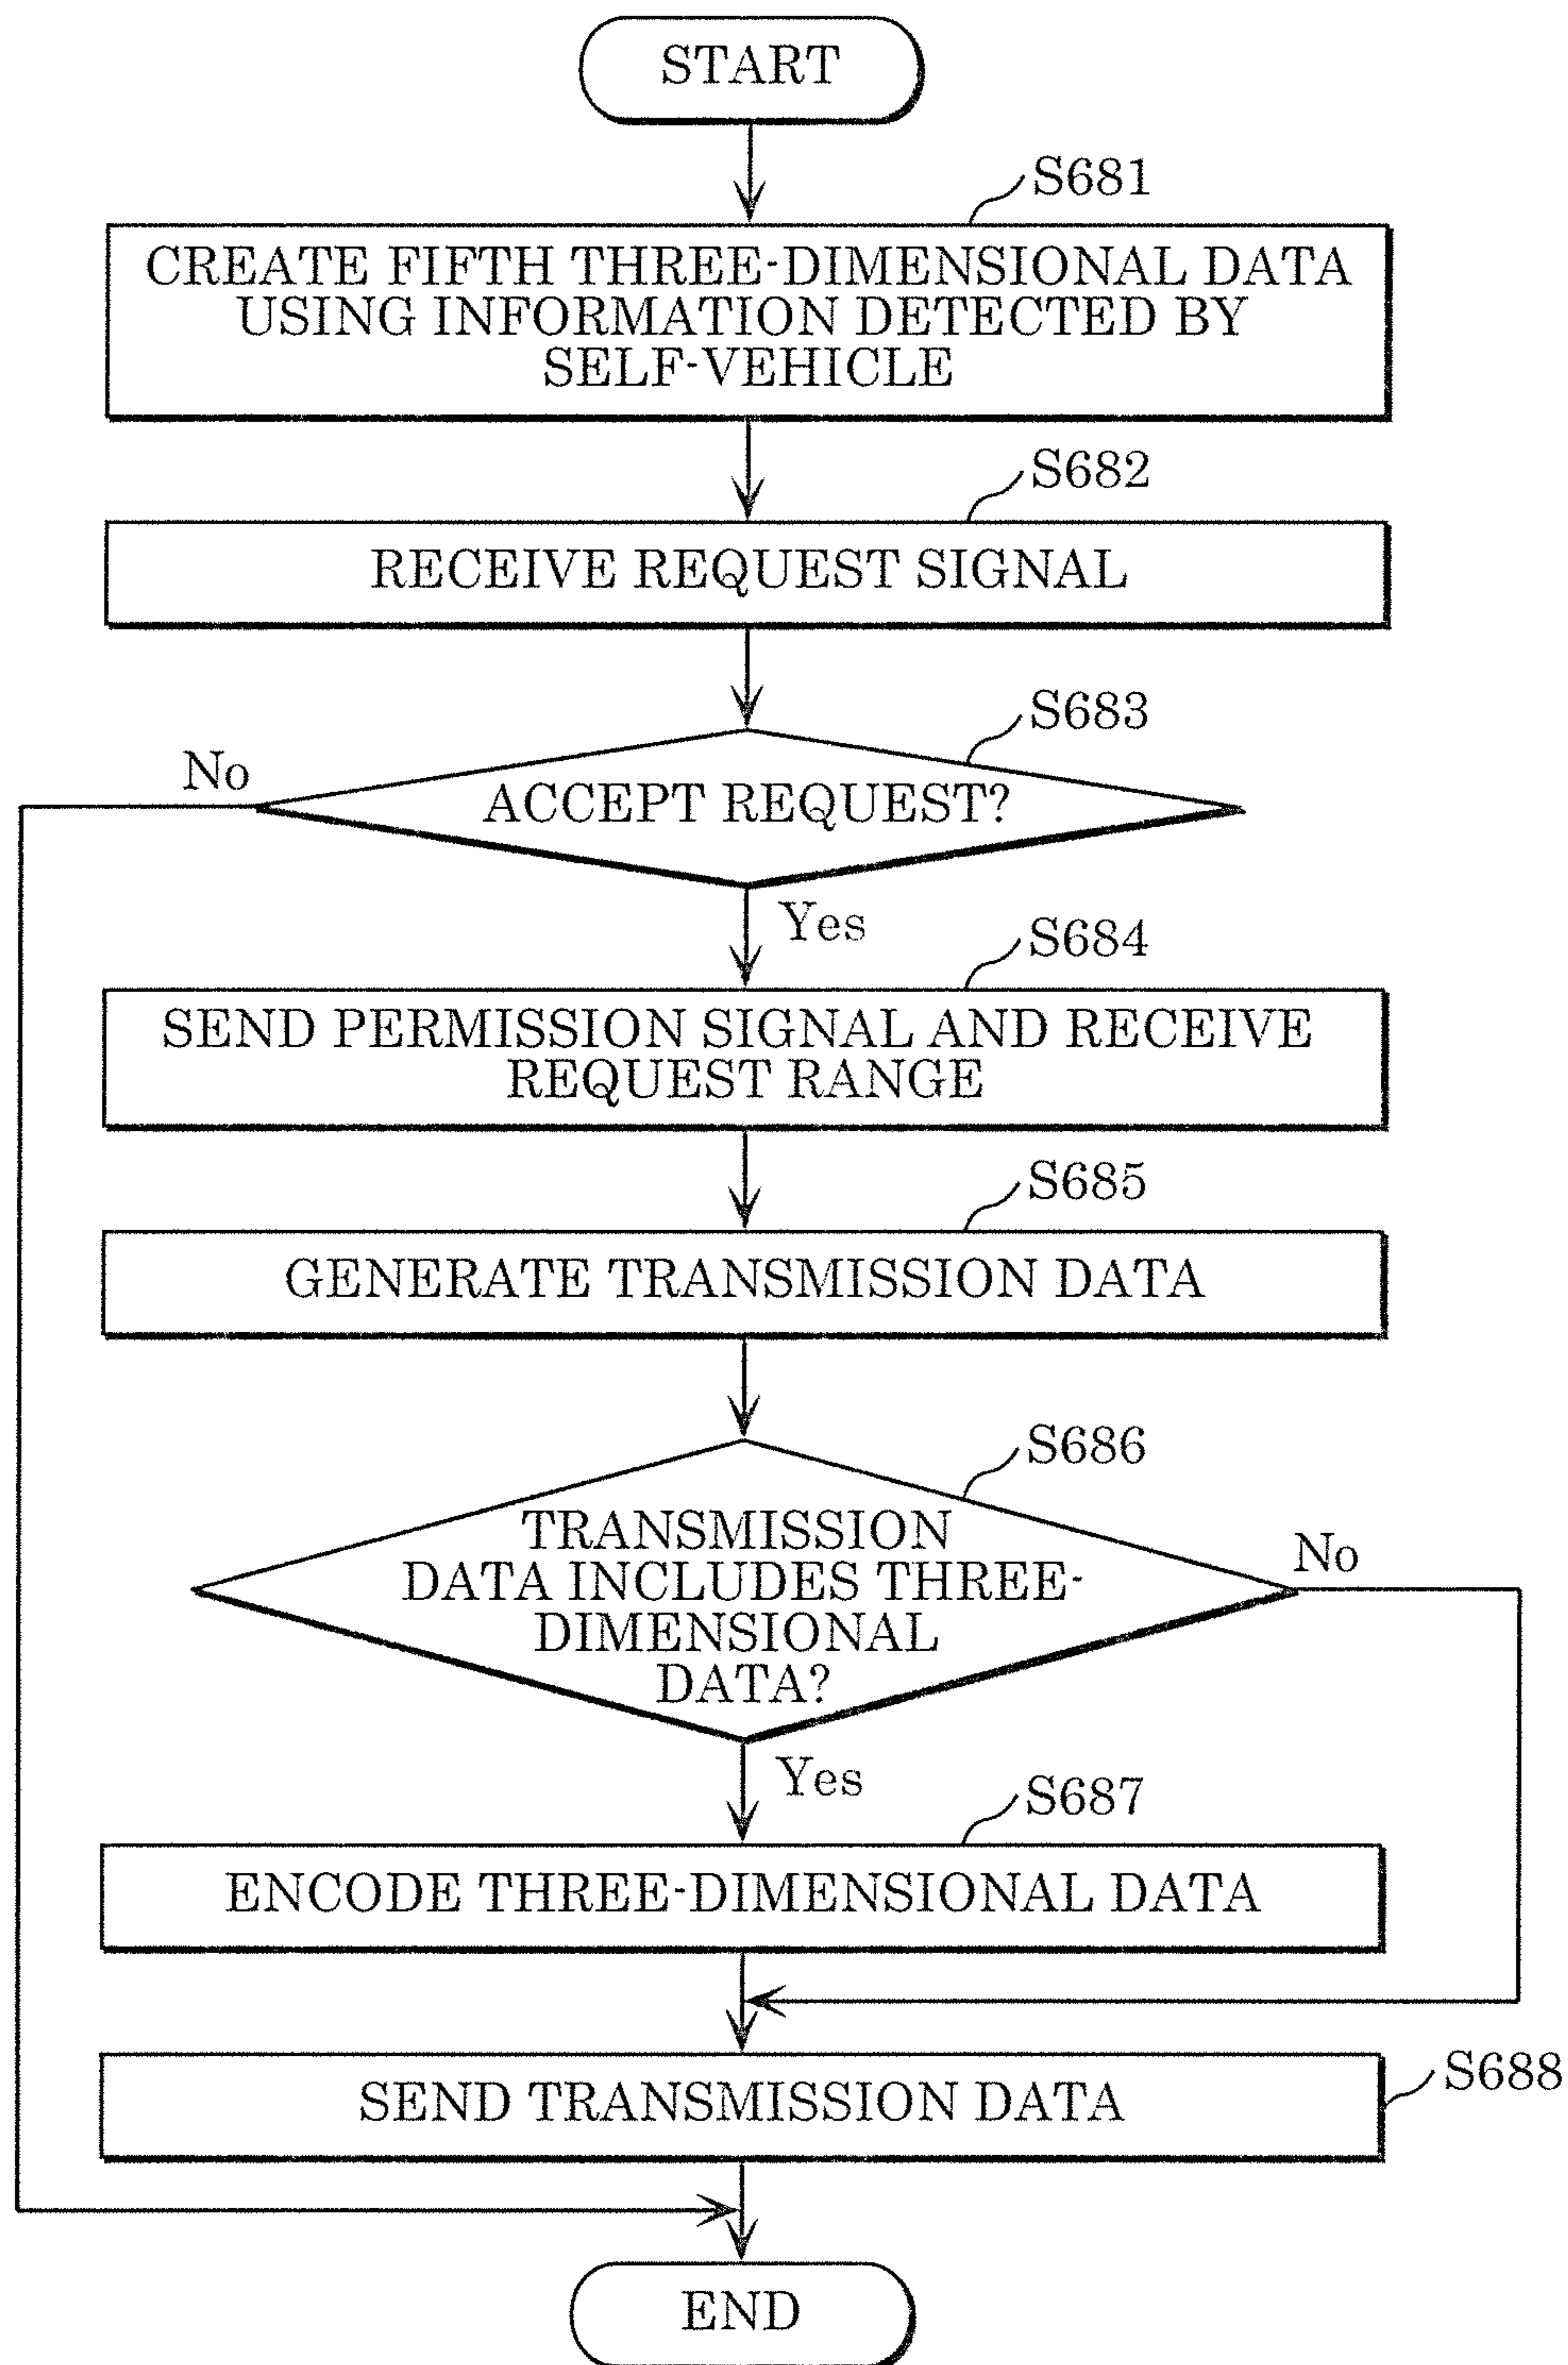 START
S681
CREATE FIFTH THREE-DIMENSIONAL DATA
USING INFORMATION DETECTED BY
SELF-VEHICLE
S682
RECEIVE REQUEST SIGNAL
S683
No
ACCEPT REQUEST?
Yes
S684
SEND PERMISSION SIGNAL AND RECEIVE
REQUEST RANGE
S685
GENERATE TRANSMISSION DATA
S686
TRANSMISSION
DATA INCLUDES THREE-
DIMENSIONAL
DATA?
No
Yes
S687
ENCODE THREE-DIMENSIONAL DATA
SEND TRANSMISSION DATA
S688
END